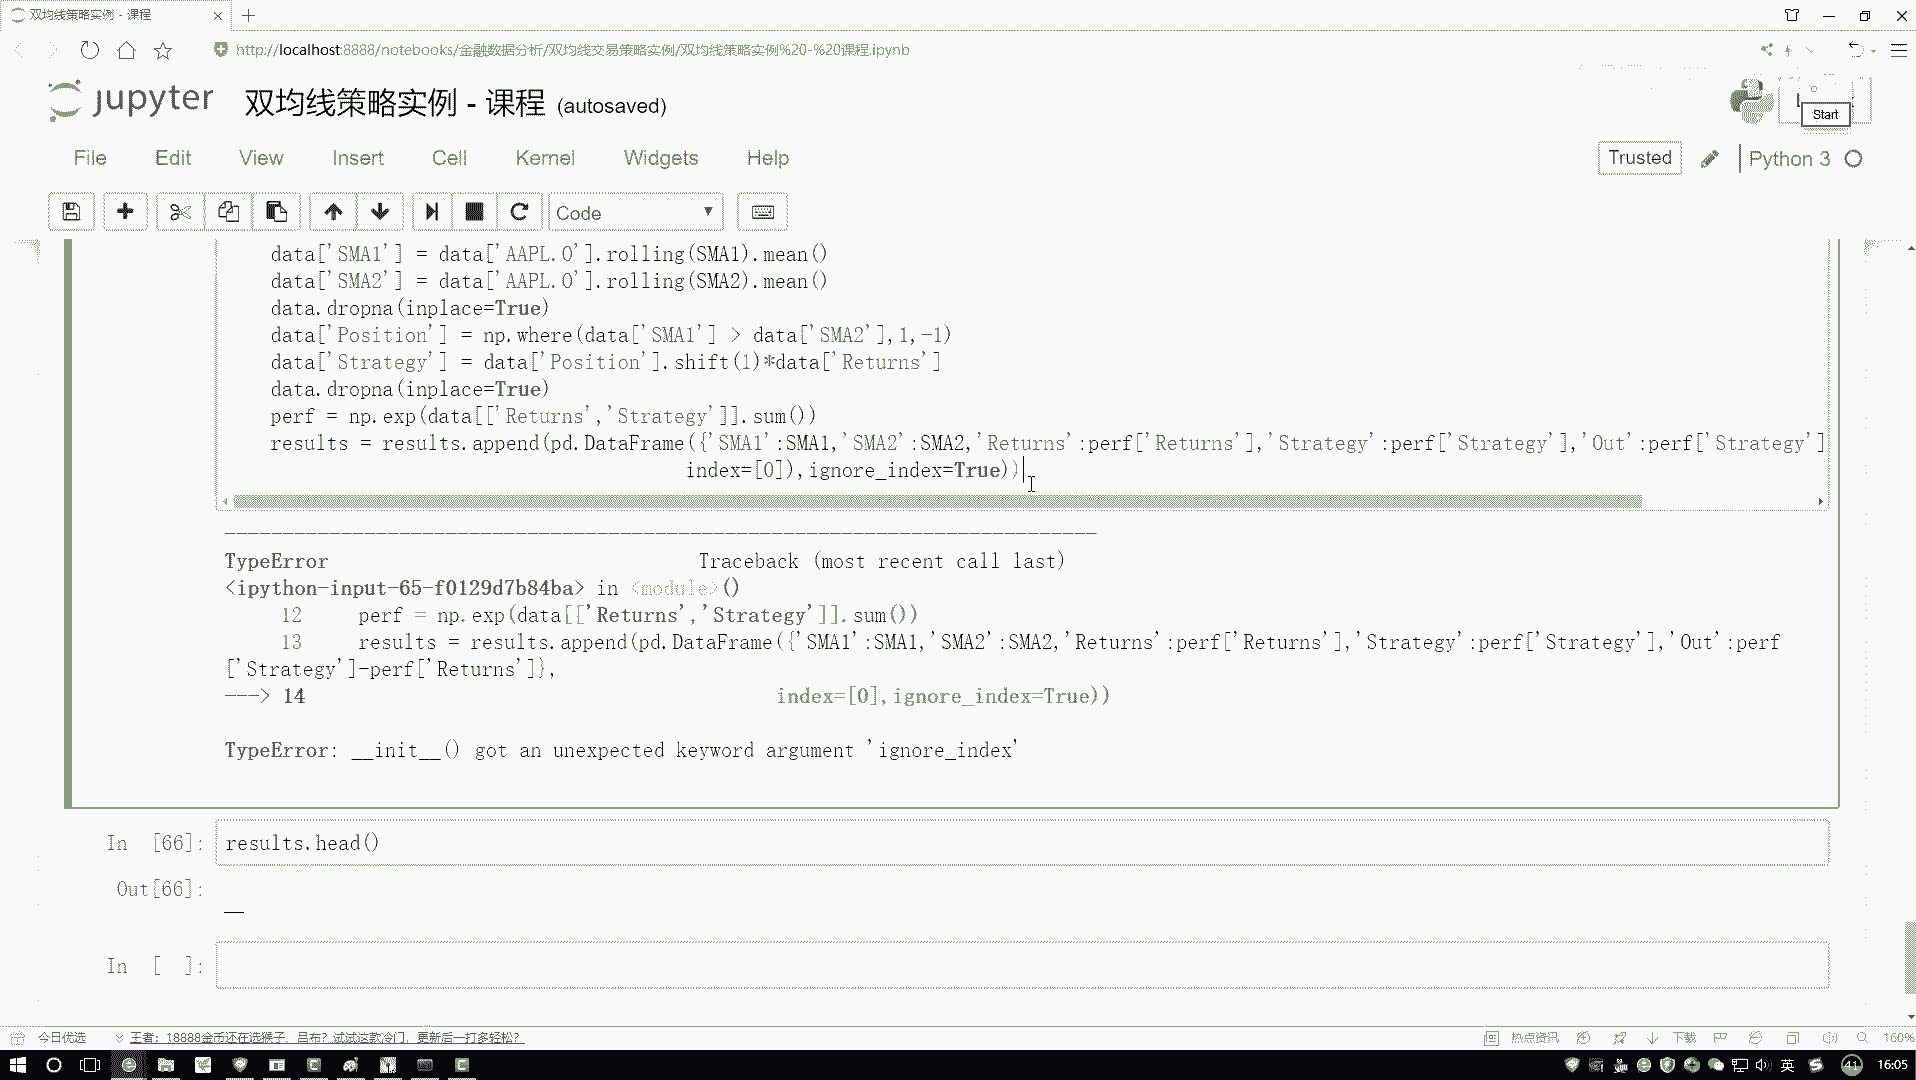 双均线策略实例 - 课程
http://localhost:8888/notebooks/金融数据分析/双均线交易策略实例/双均线策略实例%20-%20课程.ipynb
jupyter 双均线策略实例 - 课程 (autosaved)
Start
File Edit View Insert Cell Kernel Widgets Help
Trusted Python 3
Code
data['SMA1'] = data['AAPL.O'].rolling(SMA1).mean()
data['SMA2'] = data['AAPL.O'].rolling(SMA2).mean()
data.dropna(inplace=True)
data['Position'] = np.where(data['SMA1'] > data['SMA2'],1,-1)
data['Strategy'] = data['Position'].shift(1)*data['Returns']
data.dropna(inplace=True)
perf = np.exp(data[['Returns','Strategy']].sum())
results = results.append(pd.DataFrame({'SMA1':SMA1,'SMA2':SMA2,'Returns':perf['Returns'],'Strategy':perf['Strategy'],'Out':perf['Strategy']
index=[0]),ignore_index=True))
---------------------------------------------------------------------------
TypeError Traceback (most recent call last)
<ipython-input-65-f0129d7b84ba> in <module>()
12 perf = np.exp(data[['Returns','Strategy']].sum())
13 results = results.append(pd.DataFrame({'SMA1':SMA1,'SMA2':SMA2,'Returns':perf['Returns'],'Strategy':perf['Strategy'],'Out':perf
['Strategy']-perf['Returns']},
---> 14 index=[0],ignore_index=True))
TypeError: __init__() got an unexpected keyword argument 'ignore_index'
In [66]: results.head()
Out[66]:
In [ ]:
今日优选 王者:18888金币还在选猴子、吕布?试试这款冷门,更新后一打多轻松? 热点资讯 下载 160%
英 41 16:05